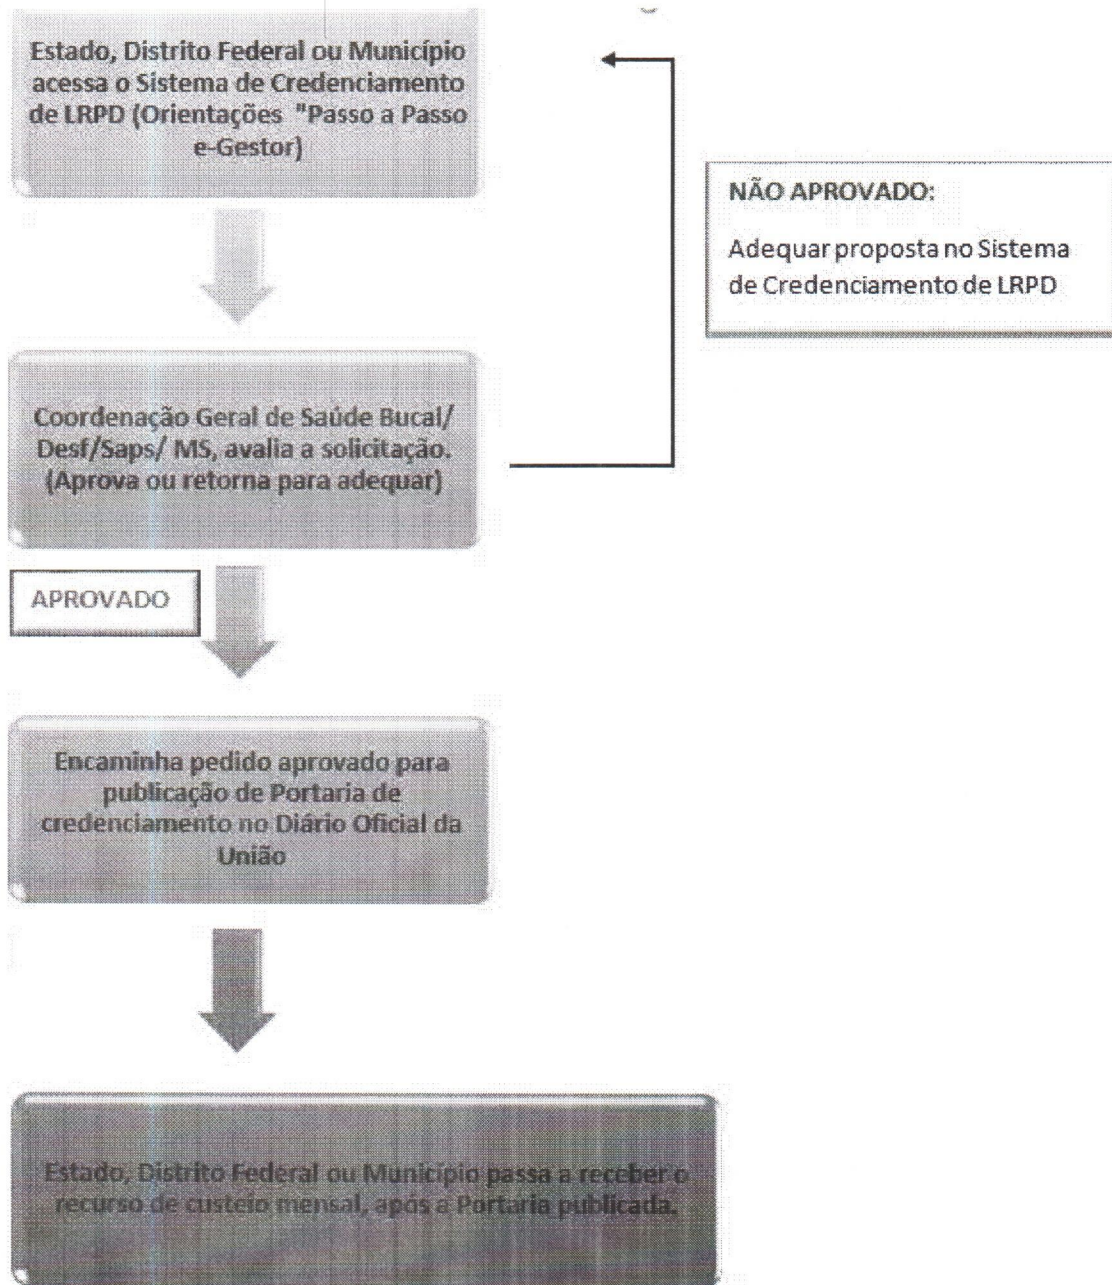 Estado, Distrito Federal ou Município
acessa o Sistema de Credenciamento
de LRPD (Orientações "Passo a Passo
e-Gestor)
NÃO APROVADO:
Adequar proposta no Sistema
de Credenciamento de LRPD
Coordenação Geral de Saúde Bucal/
Desf/Saps/ MS, avalia a solicitação.
(Aprova ou retorna para adequar)
APROVADO
Encaminha pedido aprovado para
publicação de Portaria de
credenciamento no Diário Oficial da
União
Estado, Distrito Federal ou Município passa a receber o
recurso de custeio mensal, após a Portaria publicada.